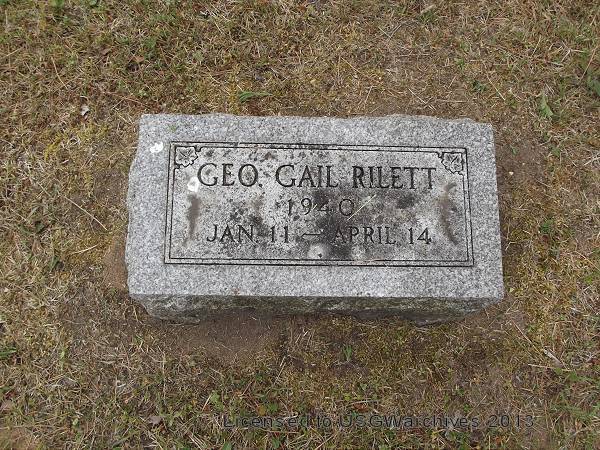 GEO. GAIL RILETT
1940
JAN. 11 — APRIL 14
Licensed to USGWarchives 2013